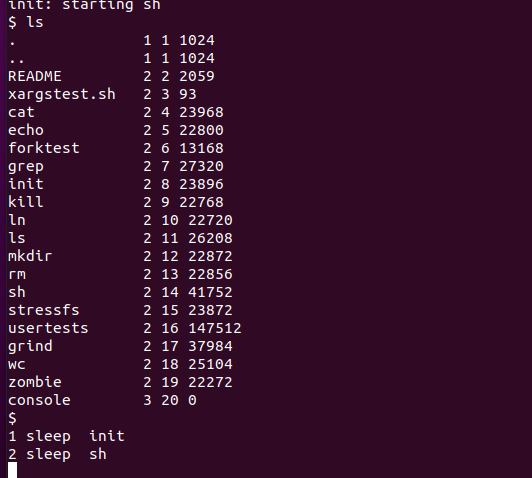 init: starting sh
$ ls
. 1 1 1024
.. 1 1 1024
README 2 2 2059
xargstest.sh 2 3 93
cat 2 4 23968
echo 2 5 22800
forktest 2 6 13168
grep 2 7 27320
init 2 8 23896
kill 2 9 22768
ln 2 10 22720
ls 2 11 26208
mkdir 2 12 22872
rm 2 13 22856
sh 2 14 41752
stressfs 2 15 23872
usertests 2 16 147512
grind 2 17 37984
wc 2 18 25104
zombie 2 19 22272
console 3 20 0
$
1 sleep init
2 sleep sh